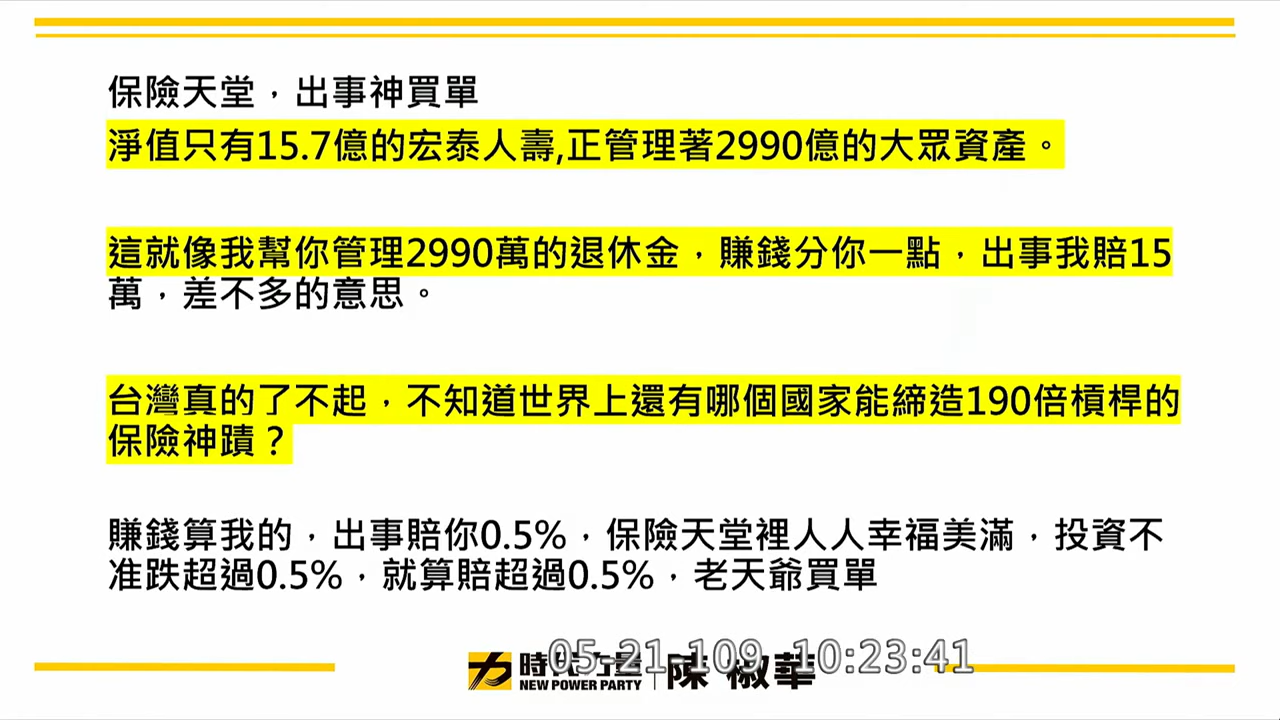 保險天堂，出事神買單
淨值只有15.7億的宏泰人壽,正管理著2990億的大眾資產。
這就像我幫你管理2990萬的退休金，賺錢分你一點，出事我賠15
萬，差不多的意思。
台灣真的了不起，不知道世界上還有哪個國家能締造190倍槓桿的
保險神蹟？
賺錢算我的，出事賠你0.5%，保險天堂裡人人幸福美滿，投資不
准跌超過0.5%，就算賠超過0.5%，老天爺買單
時代力量
NEW POWER PARTY
陳椒華
05-21-109 10:23:41